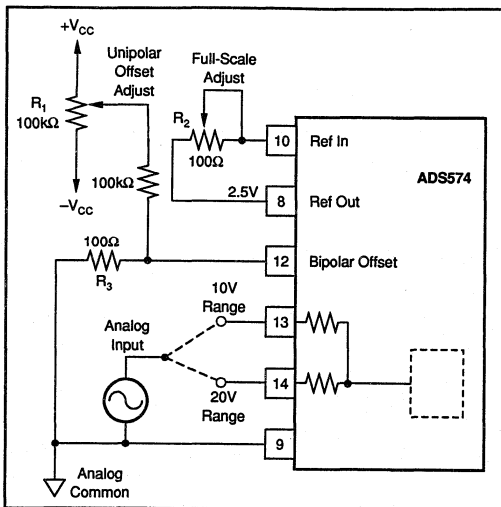 +VCC
Unipolar
Offset
Adjust
Full-Scale
Adjust
R1
100kΩ
R2
100Ω
10
Ref In
ADS574
–VCC
100kΩ
2.5V
8
Ref Out
100Ω
R3
12
Bipolar Offset
10V
Range
13
Analog
Input
14
20V
Range
9
Analog
Common